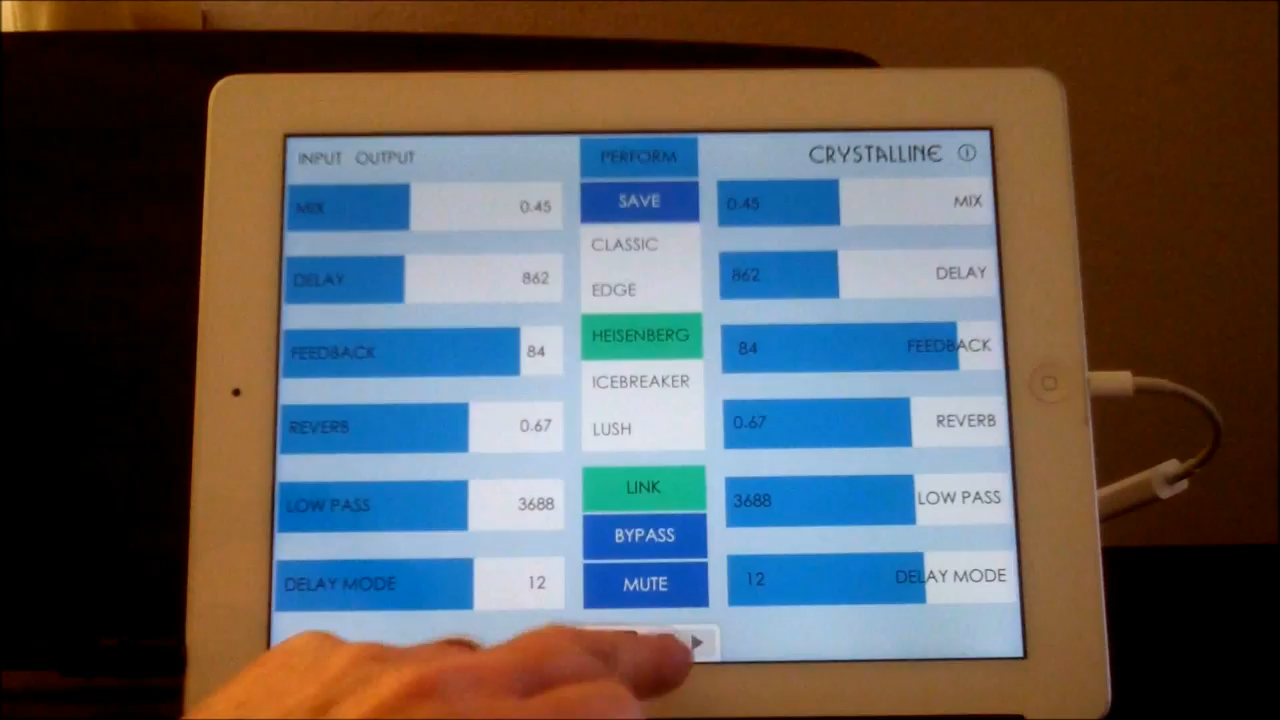 INPUT OUTPUT
PERFORM
CRYSTALLINE
MIX 0.45
SAVE
0.45 MIX
CLASSIC
DELAY 862
862 DELAY
EDGE
FEEDBACK 84
HEISENBERG
84 FEEDBACK
ICEBREAKER
REVERB 0.67
LUSH
0.67 REVERB
LOW PASS 3688
LINK
3688 LOW PASS
BYPASS
DELAY MODE 12
MUTE
12 DELAY MODE